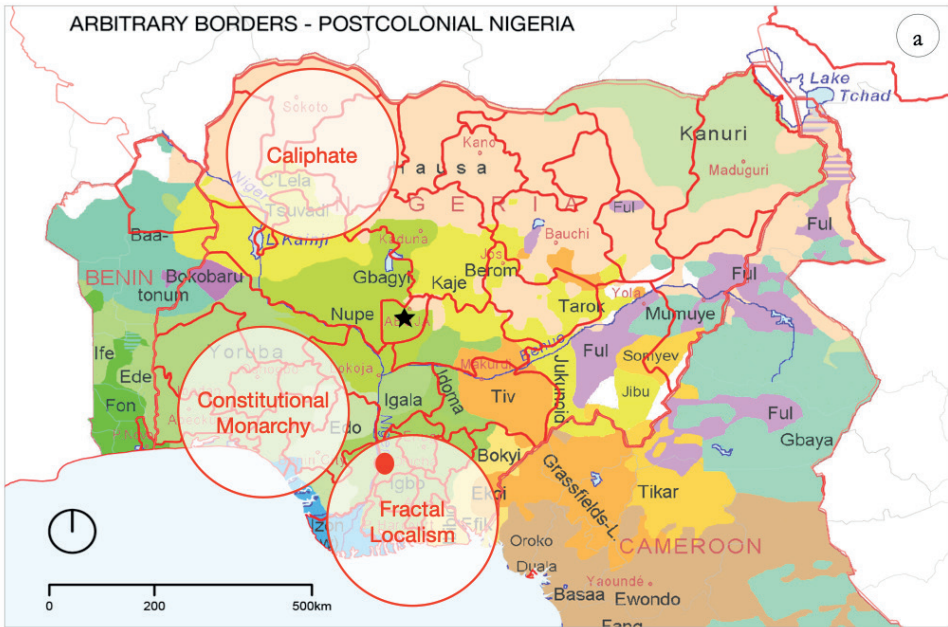 ARBITRARY BORDERS - POSTCOLONIAL NIGERIA
a
Lake
Tchad
Sokoto
Caliphate
Kano
Hausa
Kanuri
Maduguri
C'Lela
Niger
Tsuvadi
NIGERIA
Ful
Ful
L Kainji
Kaduna
Bauchi
Baa-
tonum
BENIN
Bokobaru
Gbagyi
Kaje
Jos
Berom
Ful
Nupe
ABUJA
Tarok
Yola
Mumuye
Ife
Ede
Fon
Yoruba
Lokoja
Makurdi
Benue
Ful
Somyev
Jibu
Constitutional
Monarchy
Igala
Idoma
Tiv
Jukunoid
Ful
Gbaya
Edo
Bokyi
Igbo
Fractal
Localism
Efik
Grassfields-L.
Tikar
CAMEROON
Oroko
Duala
Yaoundé
Basaa
Ewondo
Fang
0
200
500km